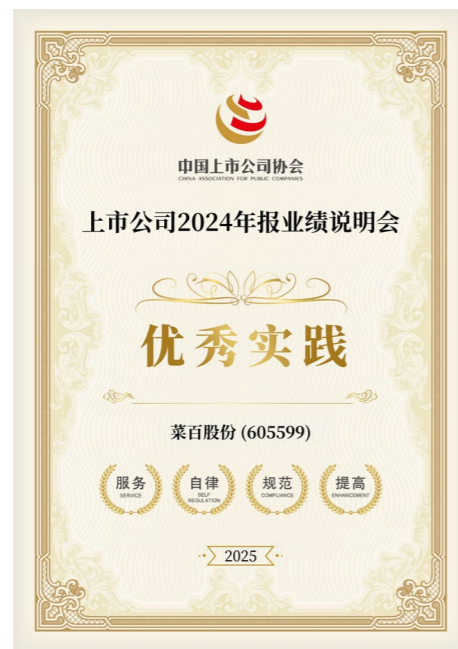 中国上市公司协会
CHINA ASSOCIATION FOR PUBLIC COMPANIES
上市公司2024年报业绩说明会
优秀实践
菜百股份 (605599)
服务
SERVICE
自律
SELF
REGULATION
规范
COMPLIANCE
提高
ENHANCEMENT
2025